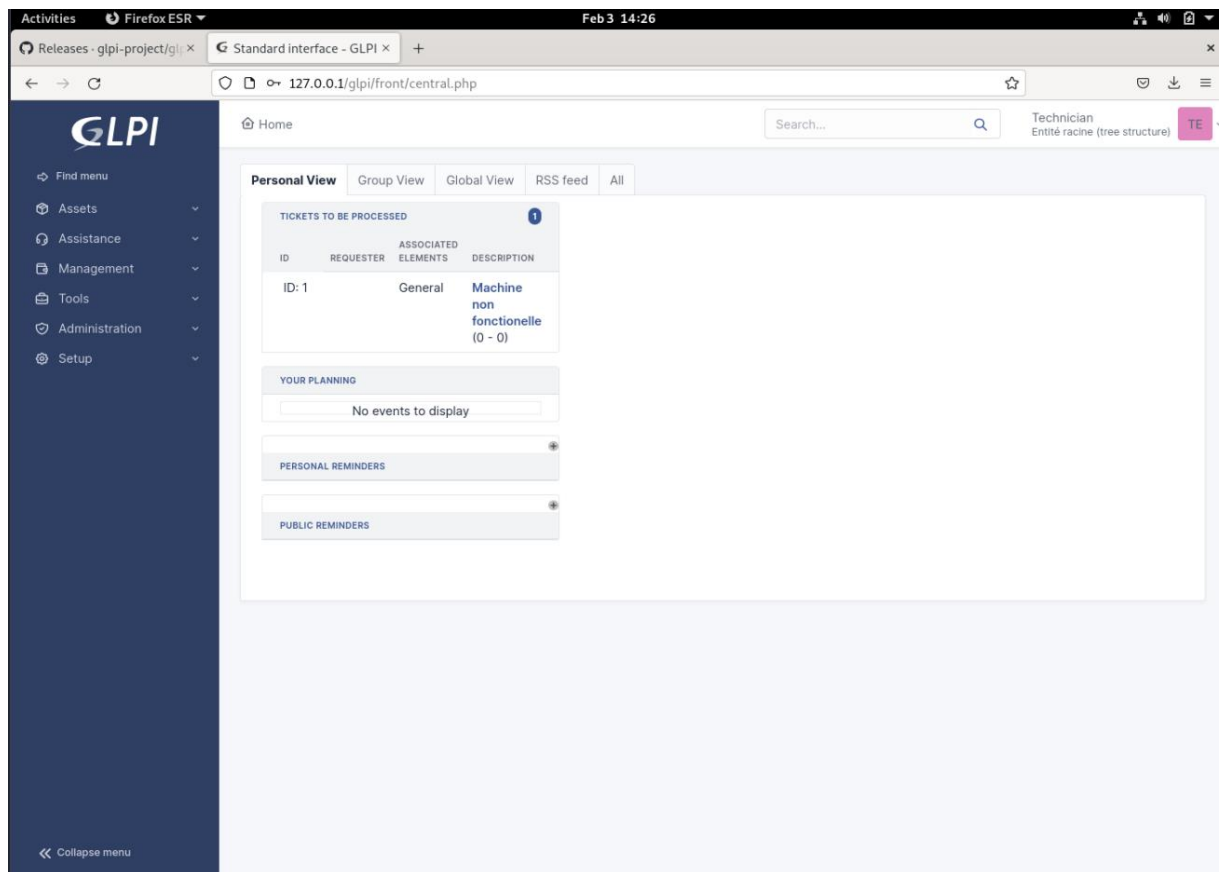 Activities Firefox ESR Feb 3 14:26
Releases · glpi-project/gl
Standard interface - GLPI
127.0.0.1/glpi/front/central.php
GLPI
Home
Search...
Technician
Entité racine (tree structure)
TE
Find menu
Assets
Assistance
Management
Tools
Administration
Setup
Collapse menu
Personal View Group View Global View RSS feed All
TICKETS TO BE PROCESSED 1
ID REQUESTER ASSOCIATED ELEMENTS DESCRIPTION
ID: 1 General Machine
non
fonctionelle
(0 - 0)
YOUR PLANNING
No events to display
PERSONAL REMINDERS
PUBLIC REMINDERS